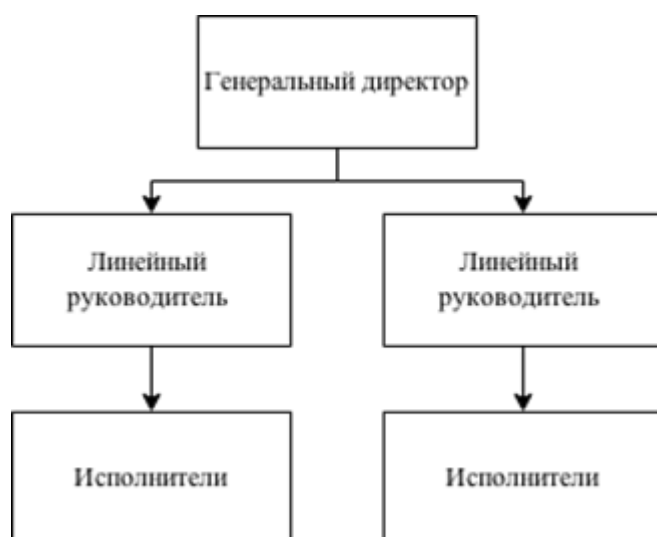 Генеральный директор
Линейный
руководитель
Линейный
руководитель
Исполнители
Исполнители